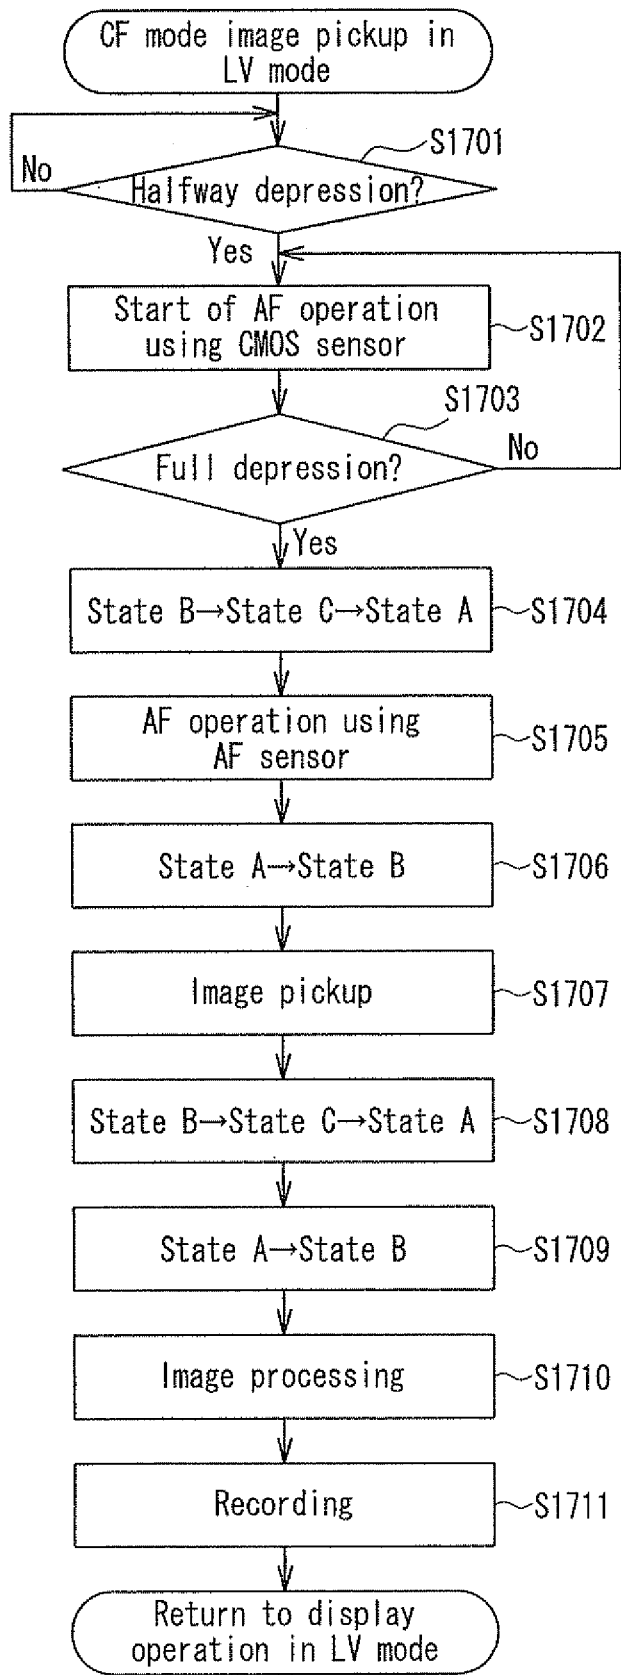 CF mode image pickup in
LV mode
S1701
No
Halfway depression?
Yes
Start of AF operation
using CMOS sensor
S1702
S1703
Full depression?
No
Yes
State B→State C→State A
S1704
AF operation using
AF sensor
S1705
State A→State B
S1706
Image pickup
S1707
State B→State C→State A
S1708
State A→State B
S1709
Image processing
S1710
Recording
S1711
Return to display
operation in LV mode